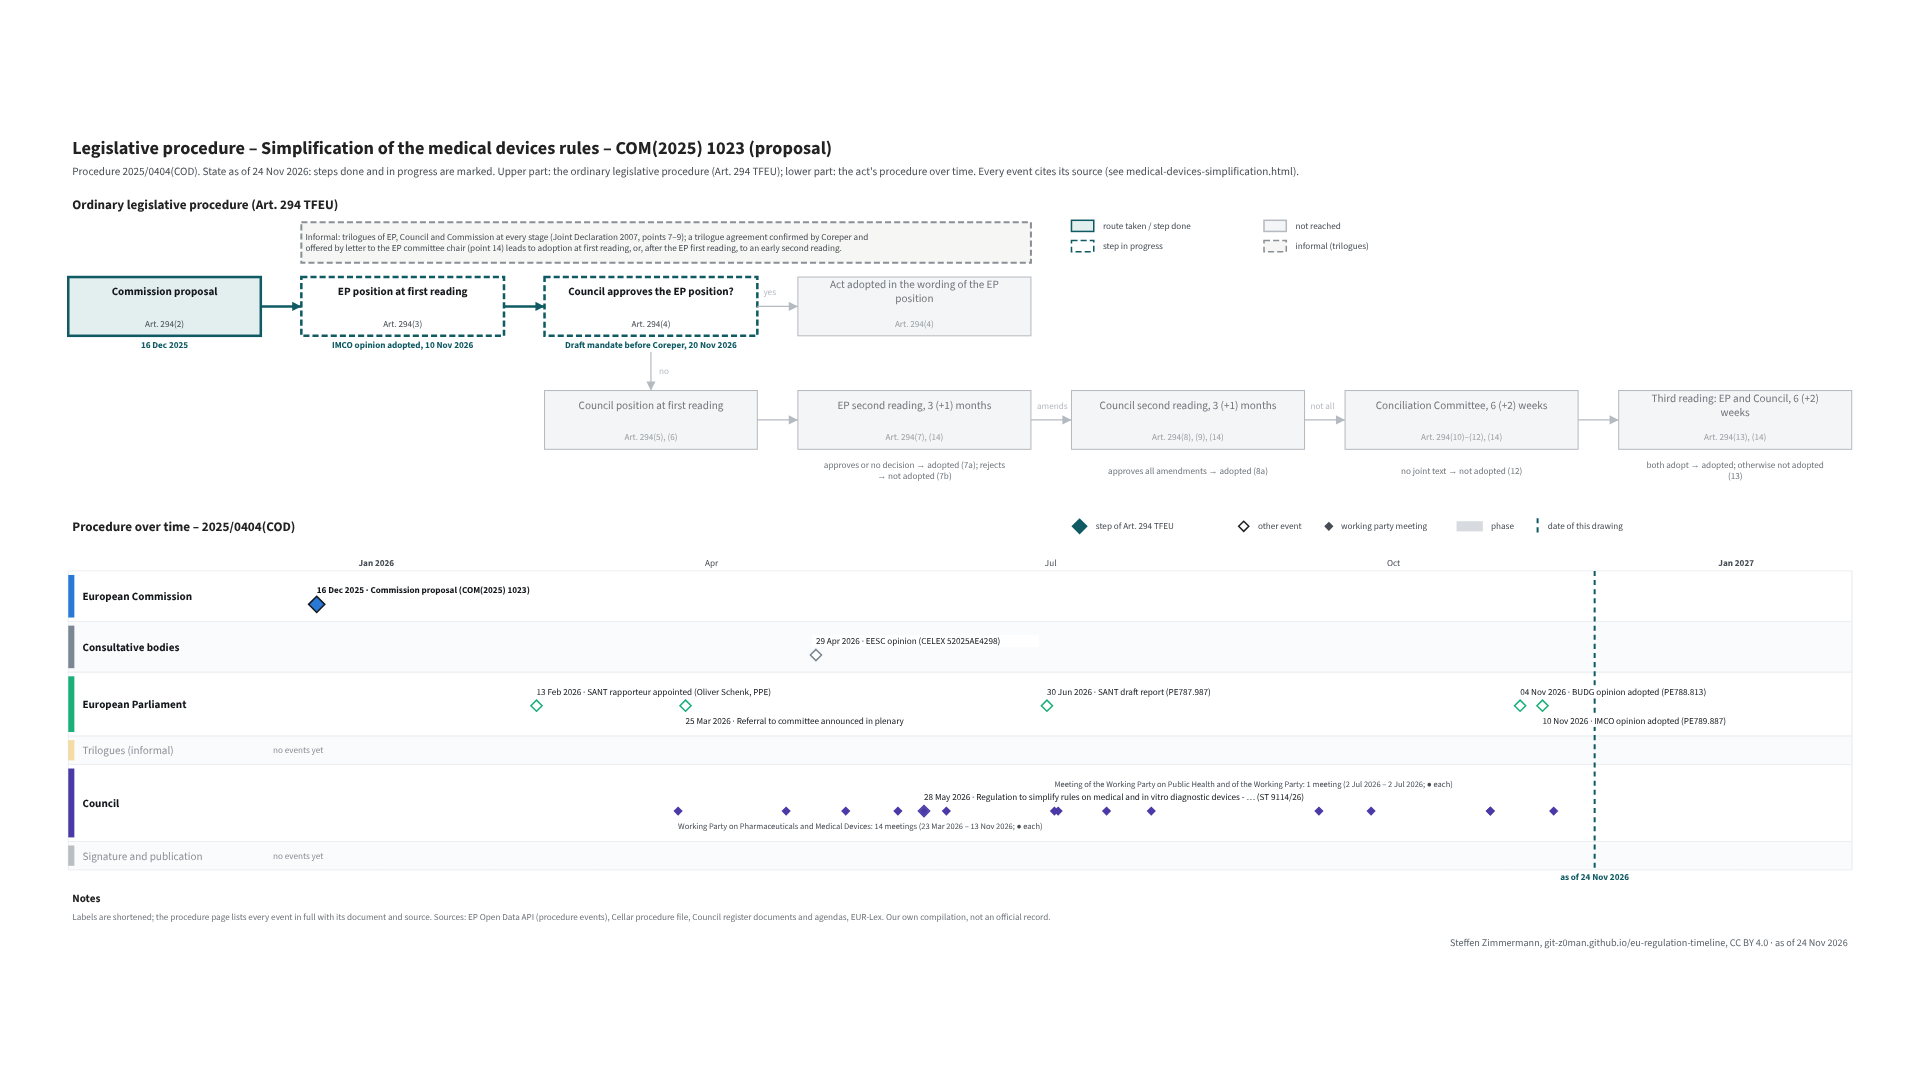 Legislative procedure – Simplification of the medical devices rules – COM(2025) 1023 (proposal)
Procedure 2025/0404(COD). State as of 24 Nov 2026: steps done and in progress are marked. Upper part: the ordinary legislative procedure (Art. 294 TFEU); lower part: the act's procedure over time. Every event cites its source (see medical-devices-simplification.html).
Ordinary legislative procedure (Art. 294 TFEU)
Informal: trilogues of EP, Council and Commission at every stage (Joint Declaration 2007, points 7–9); a trilogue agreement confirmed by Coreper and
offered by letter to the EP committee chair (point 14) leads to adoption at first reading, or, after the EP first reading, to an early second reading.
route taken / step done
not reached
step in progress
informal (trilogues)
Commission proposal
Art. 294(2)
16 Dec 2025
EP position at first reading
Art. 294(3)
IMCO opinion adopted, 10 Nov 2026
Council approves the EP position?
Art. 294(4)
Draft mandate before Coreper, 20 Nov 2026
yes
Act adopted in the wording of the EP
position
Art. 294(4)
no
Council position at first reading
Art. 294(5), (6)
EP second reading, 3 (+1) months
Art. 294(7), (14)
approves or no decision → adopted (7a); rejects
→ not adopted (7b)
amends
Council second reading, 3 (+1) months
Art. 294(8), (9), (14)
approves all amendments → adopted (8a)
not all
Conciliation Committee, 6 (+2) weeks
Art. 294(10)–(12), (14)
no joint text → not adopted (12)
Third reading: EP and Council, 6 (+2)
weeks
Art. 294(13), (14)
both adopt → adopted; otherwise not adopted
(13)
Procedure over time – 2025/0404(COD)
step of Art. 294 TFEU
other event
working party meeting
phase
date of this drawing
Jan 2026
Apr
Jul
Oct
Jan 2027
European Commission
16 Dec 2025 · Commission proposal (COM(2025) 1023)
Consultative bodies
29 Apr 2026 · EESC opinion (CELEX 52025AE4298)
European Parliament
13 Feb 2026 · SANT rapporteur appointed (Oliver Schenk, PPE)
25 Mar 2026 · Referral to committee announced in plenary
30 Jun 2026 · SANT draft report (PE787.987)
04 Nov 2026 · BUDG opinion adopted (PE788.813)
10 Nov 2026 · IMCO opinion adopted (PE789.887)
Trilogues (informal)
no events yet
Council
Meeting of the Working Party on Public Health and of the Working Party: 1 meeting (2 Jul 2026 – 2 Jul 2026; ● each)
28 May 2026 · Regulation to simplify rules on medical and in vitro diagnostic devices - … (ST 9114/26)
Working Party on Pharmaceuticals and Medical Devices: 14 meetings (23 Mar 2026 – 13 Nov 2026; ● each)
Signature and publication
no events yet
as of 24 Nov 2026
Notes
Labels are shortened; the procedure page lists every event in full with its document and source. Sources: EP Open Data API (procedure events), Cellar procedure file, Council register documents and agendas, EUR-Lex. Our own compilation, not an official record.
Steffen Zimmermann, git-z0man.github.io/eu-regulation-timeline, CC BY 4.0 · as of 24 Nov 2026